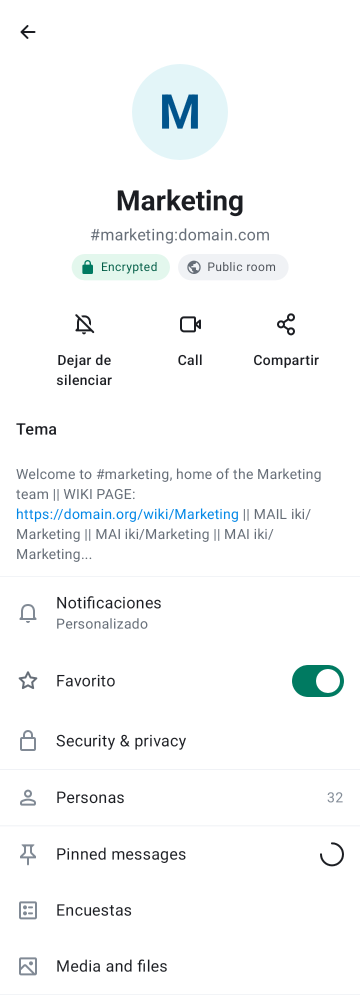 M
Marketing
#marketing:domain.com
Encrypted
Public room
Dejar de
silenciar
Call
Compartir
Tema
Welcome to #marketing, home of the Marketing
team || WIKI PAGE:
https://domain.org/wiki/Marketing || MAIL iki/
Marketing || MAI iki/Marketing || MAI iki/
Marketing...
Notificaciones
Personalizado
Favorito
Security & privacy
Personas
32
Pinned messages
Encuestas
Media and files